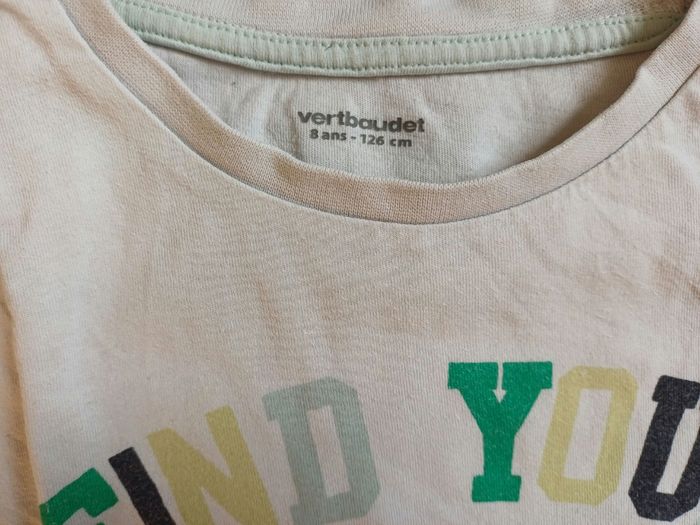 vertbaudet
8 ans - 126 cm
FIND YOU